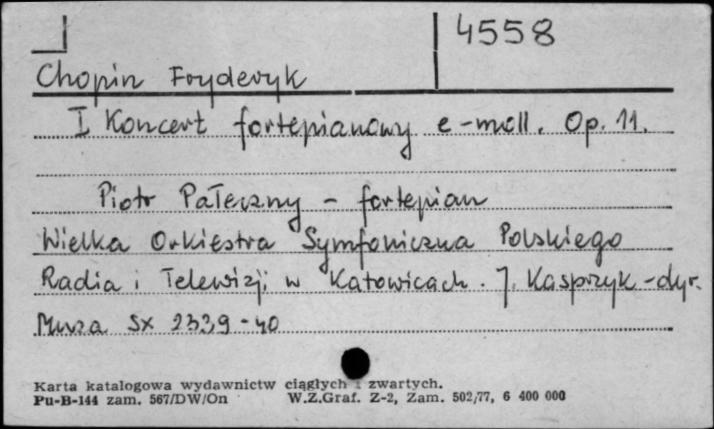 4558
Chopin Fryderyk
I Koncert fortepianowy e-moll. Op. 11.
Piotr Paleczny - fortepian
Wielka Orkiestra Symfoniczna Polskiego
Radia i Telewizji w Katowicach. J. Kasprzyk-dyr.
Muza Sx 2339-40
Karta katalogowa wydawnictw ciągłych i zwartych.
Pu-B-144 zam. 567/DW/On W.Z.Graf. Z-2, Zam. 502/77, 6 400 000